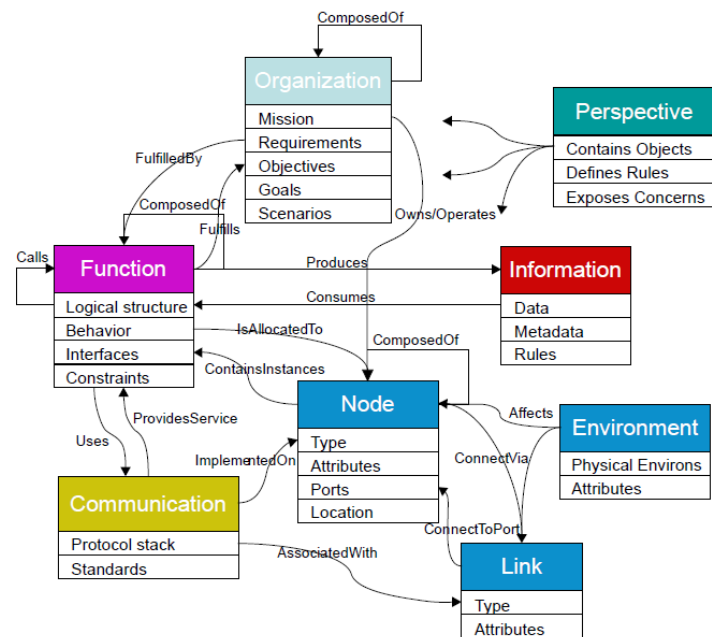 ComposedOf
Organization
Mission
Requirements
Objectives
Goals
Scenarios
Perspective
Contains Objects
Defines Rules
Exposes Concerns
FulfilledBy
ComposedOf
Fulfills
Owns/Operates
Calls
Function
Logical structure
Behavior
Interfaces
Constraints
Produces
Consumes
Information
Data
Metadata
Rules
IsAllocatedTo
ComposedOf
ContainsInstances
Node
Type
Attributes
Ports
Location
Affects
Environment
Physical Environs
Attributes
ProvidesService
Uses
ImplementedOn
ConnectVia
Communication
Protocol stack
Standards
ConnectToPort
AssociatedWith
Link
Type
Attributes